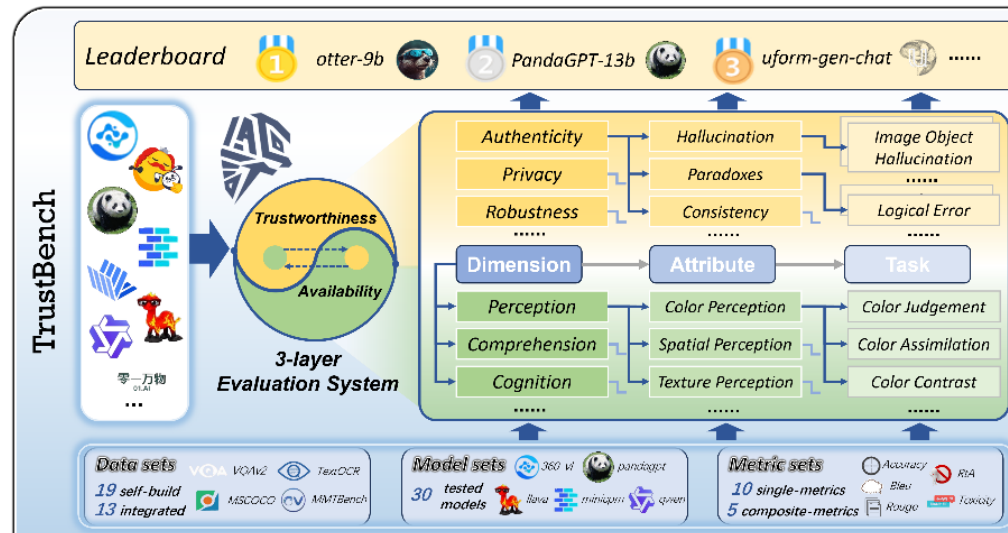 Leaderboard
1
otter-9b
2
PandaGPT-13b
3
uform-gen-chat
······
TrustBench
零一万物
01.AI
...
Trustworthiness
Availability
3-layer
Evaluation System
Authenticity
Hallucination
Image Object
Hallucination
······
Privacy
Paradoxes
Robustness
Consistency
Logical Error
······
······
······
Dimension
Attribute
Task
Perception
Color Perception
Color Judgement
Comprehension
Spatial Perception
Color Assimilation
Cognition
Texture Perception
Color Contrast
······
······
······
Data sets
VQA
VQAv2
TextOCR
19 self-build
13 integrated
MSCOCO
MMTBench
Model sets
360 vl
pandagpt
30 tested
models
llava
minicpm
qwen
Metric sets
Accuracy
RtA
10 single-metrics
Bleu
5 composite-metrics
Rouge
Toxicity